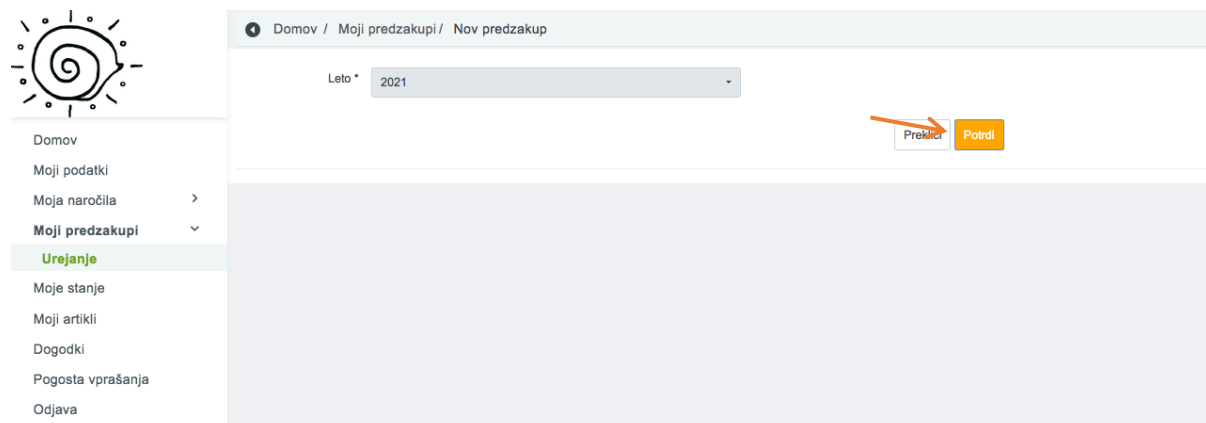 Domov / Moji predzakupi / Nov predzakup
Leto * 2021
Prekliči Potrdi
Domov
Moji podatki
Moja naročila
Moji predzakupi
Urejanje
Moje stanje
Moji artikli
Dogodki
Pogosta vprašanja
Odjava